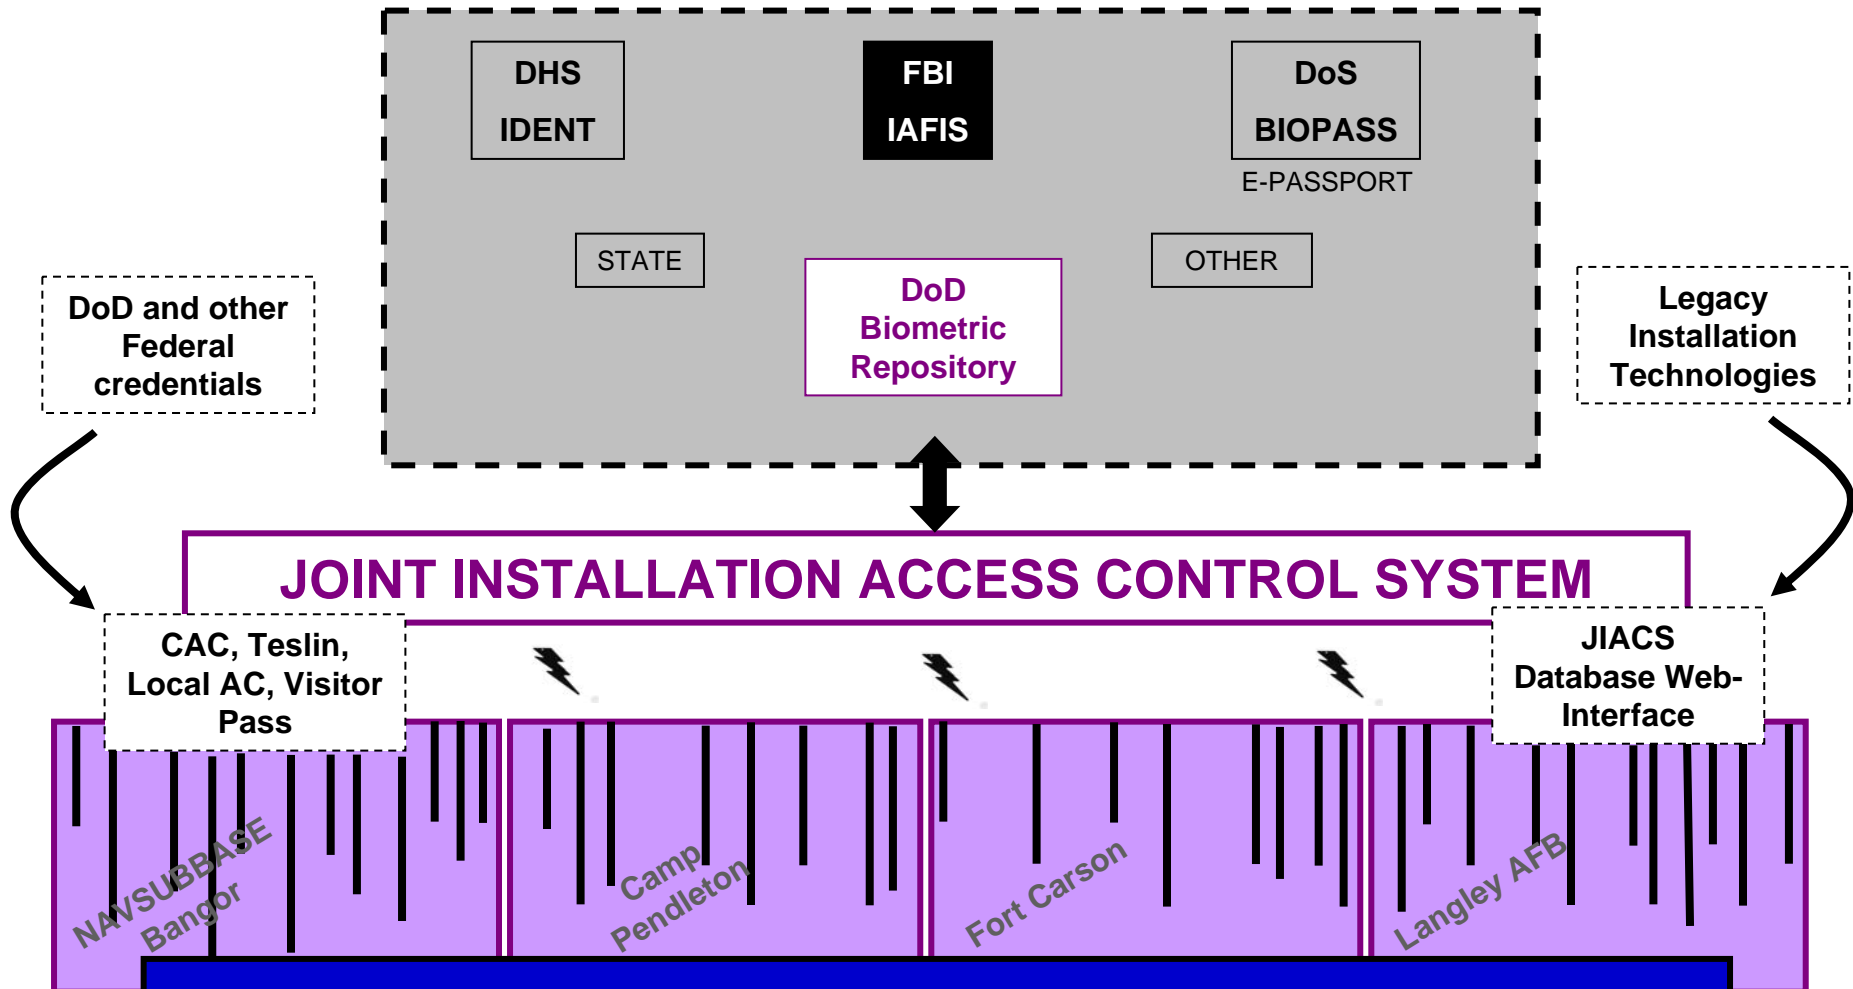 DHS
IDENT
FBI
IAFIS
DoS
BIOPASS
E-PASSPORT
STATE
OTHER
DoD
Biometric
Repository
DoD and other
Federal
credentials
Legacy
Installation
Technologies
JOINT INSTALLATION ACCESS CONTROL SYSTEM
CAC, Teslin,
Local AC, Visitor
Pass
JIACS
Database Web-
Interface
NAVSUBBASE
Bangor
Camp
Pendleton
Fort Carson
Langley AFB